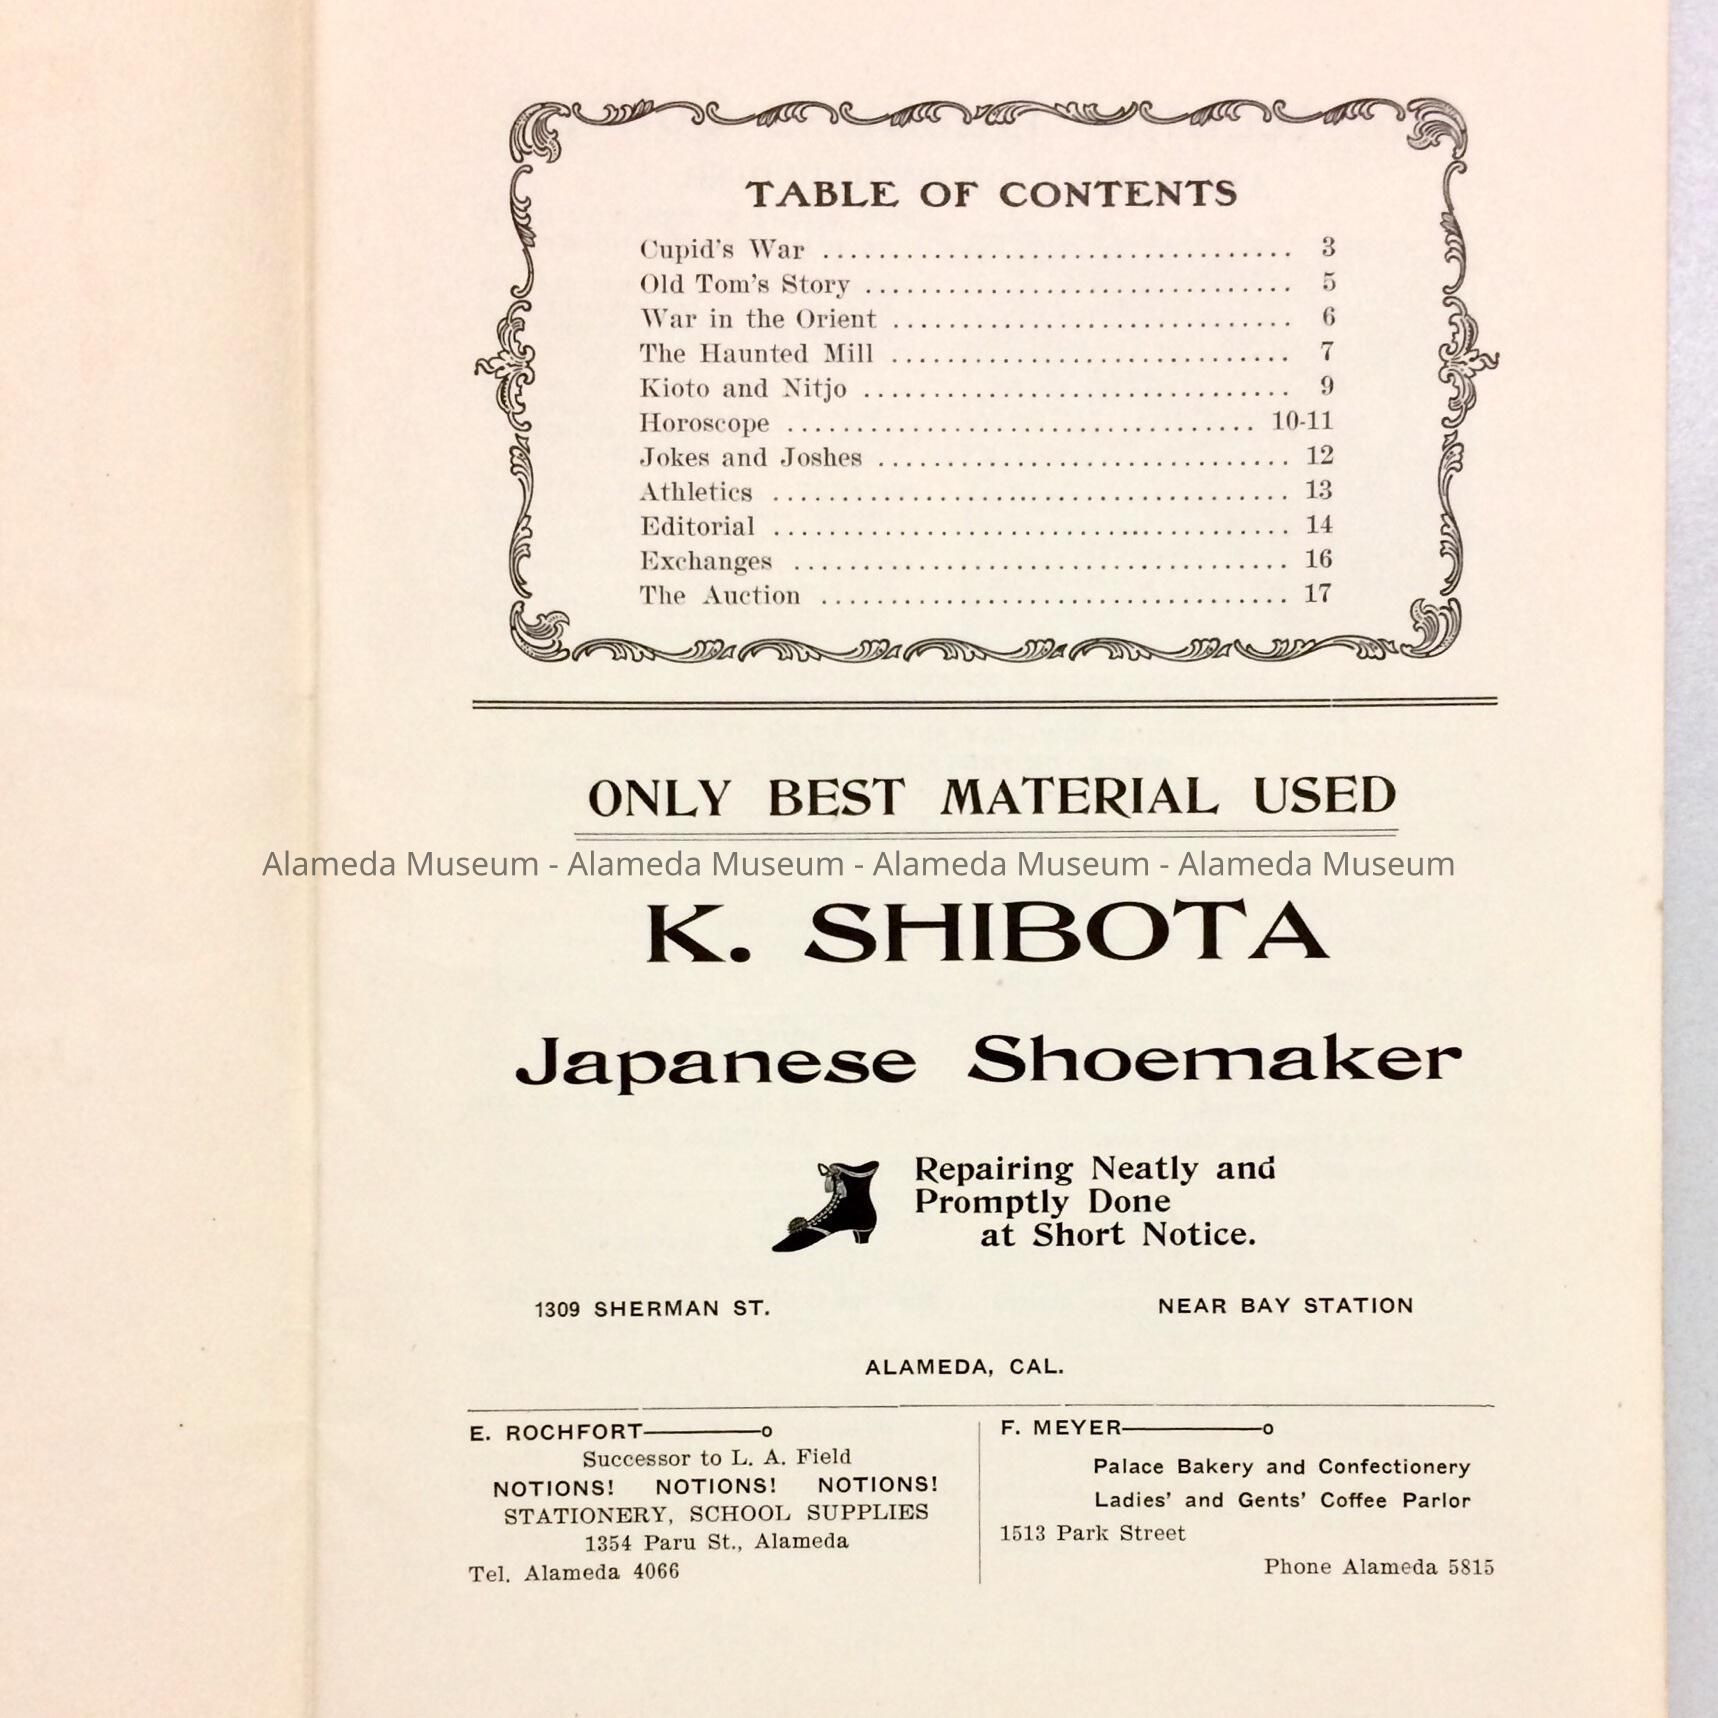 TABLE OF CONTENTS
Cupid's War .................................. 3
Old Tom's Story ............................... 5
War in the Orient ............................. 6
The Haunted Mill ............................. 7
Kioto and Nitjo ............................... 9
Horoscope .................................. 10-11
Jokes and Joshes .............................. 12
Athletics ...................................... 13
Editorial ...................................... 14
Exchanges .................................... 16
The Auction .................................. 17
ONLY BEST MATERIAL USED
Alameda Museum - Alameda Museum - Alameda Museum - Alameda Museum
K. SHIBOTA
Japanese Shoemaker
Repairing Neatly and
Promptly Done
at Short Notice.
1309 SHERMAN ST. NEAR BAY STATION
ALAMEDA, CAL.
E. ROCHFORT————o
Successor to L. A. Field
NOTIONS! NOTIONS! NOTIONS!
STATIONERY, SCHOOL SUPPLIES
1354 Paru St., Alameda
Tel. Alameda 4066
F. MEYER————o
Palace Bakery and Confectionery
Ladies' and Gents' Coffee Parlor
1513 Park Street
Phone Alameda 5815